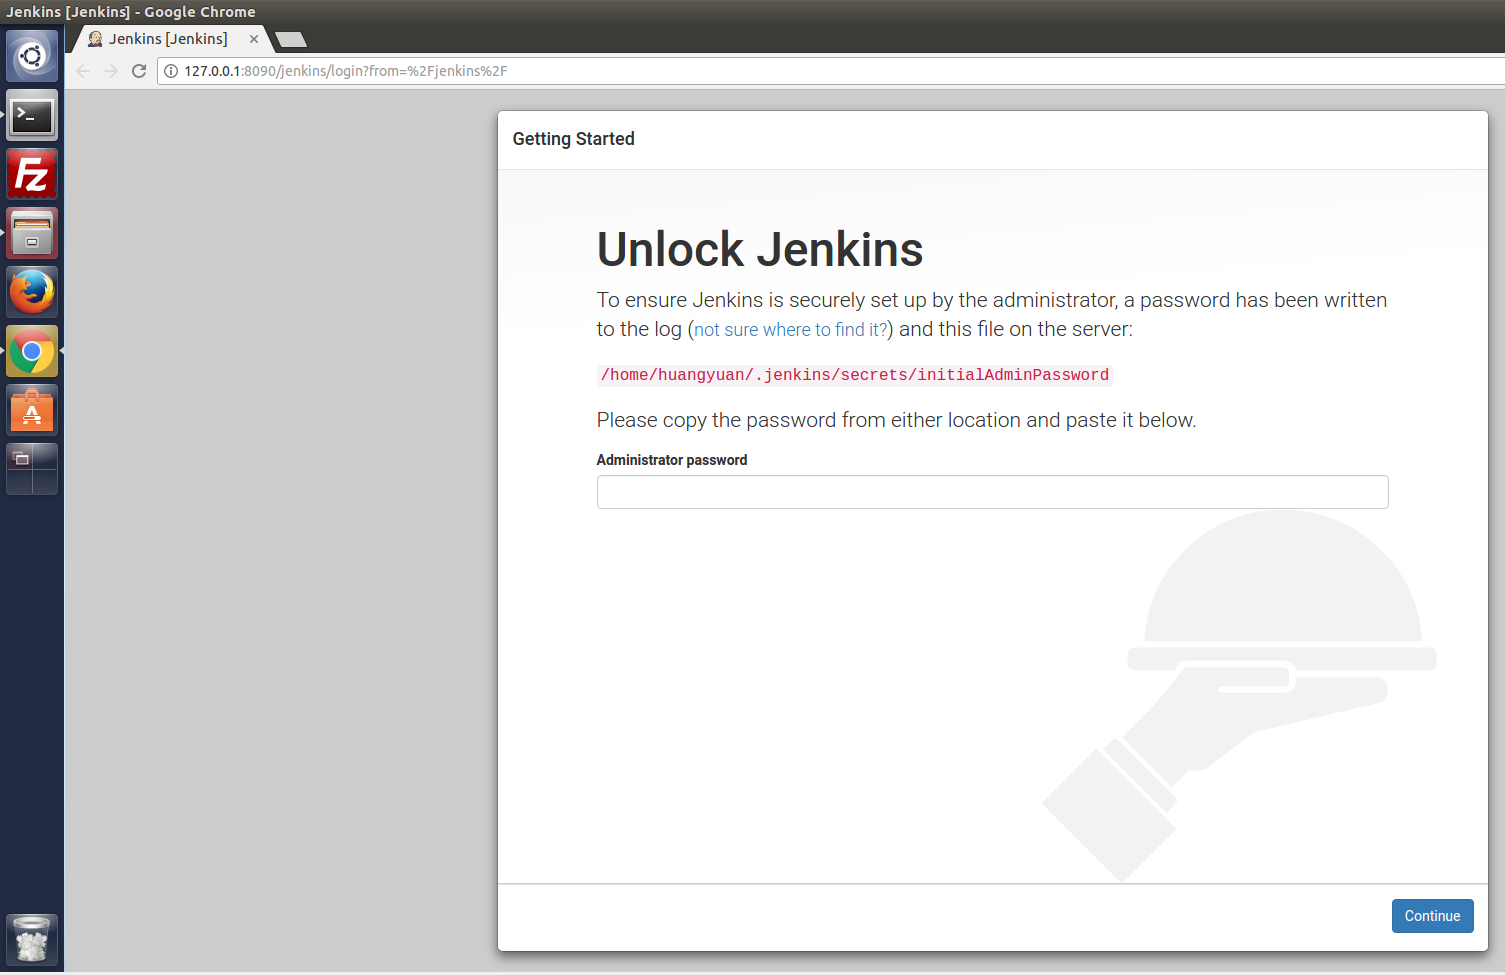 Jenkins [Jenkins] - Google Chrome
Jenkins [Jenkins]
127.0.0.1:8090/jenkins/login?from=%2Fjenkins%2F
Getting Started
Unlock Jenkins
To ensure Jenkins is securely set up by the administrator, a password has been written
to the log (not sure where to find it?) and this file on the server:
/home/huangyuan/.jenkins/secrets/initialAdminPassword
Please copy the password from either location and paste it below.
Administrator password
Continue